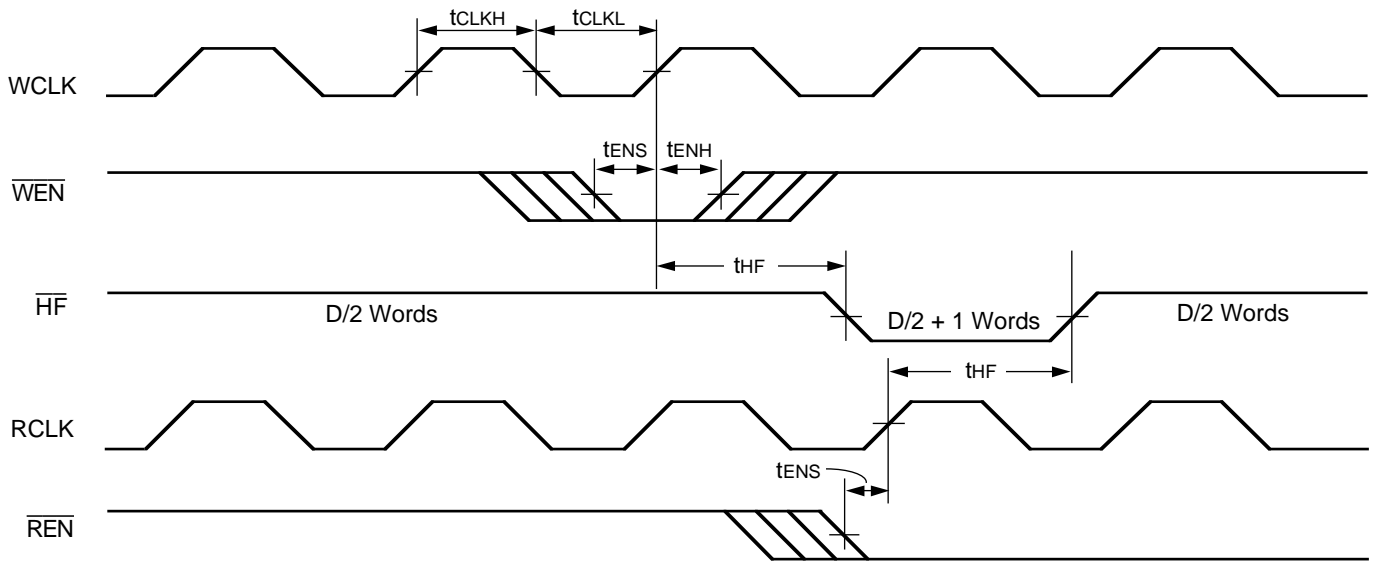 tCLKH tCLKL
WCLK
tENS tENH
WEN
tHF
HF
D/2 Words D/2 + 1 Words D/2 Words
tHF
RCLK
tENS
REN